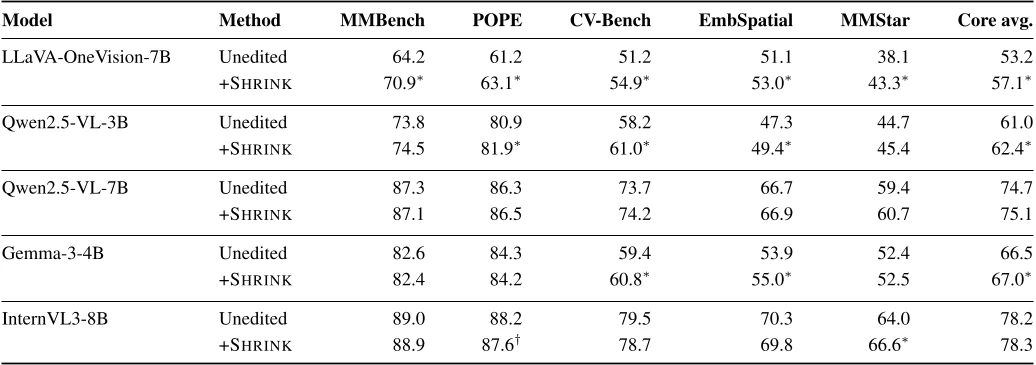 Model Method MMBench POPE CV-Bench EmbSpatial MMStar Core avg.
LLaVA-OneVision-7B Unedited 64.2 61.2 51.2 51.1 38.1 53.2
+SHRINK 70.9* 63.1* 54.9* 53.0* 43.3* 57.1*
Qwen2.5-VL-3B Unedited 73.8 80.9 58.2 47.3 44.7 61.0
+SHRINK 74.5 81.9* 61.0* 49.4* 45.4 62.4*
Qwen2.5-VL-7B Unedited 87.3 86.3 73.7 66.7 59.4 74.7
+SHRINK 87.1 86.5 74.2 66.9 60.7 75.1
Gemma-3-4B Unedited 82.6 84.3 59.4 53.9 52.4 66.5
+SHRINK 82.4 84.2 60.8* 55.0* 52.5 67.0*
InternVL3-8B Unedited 89.0 88.2 79.5 70.3 64.0 78.2
+SHRINK 88.9 87.6† 78.7 69.8 66.6* 78.3